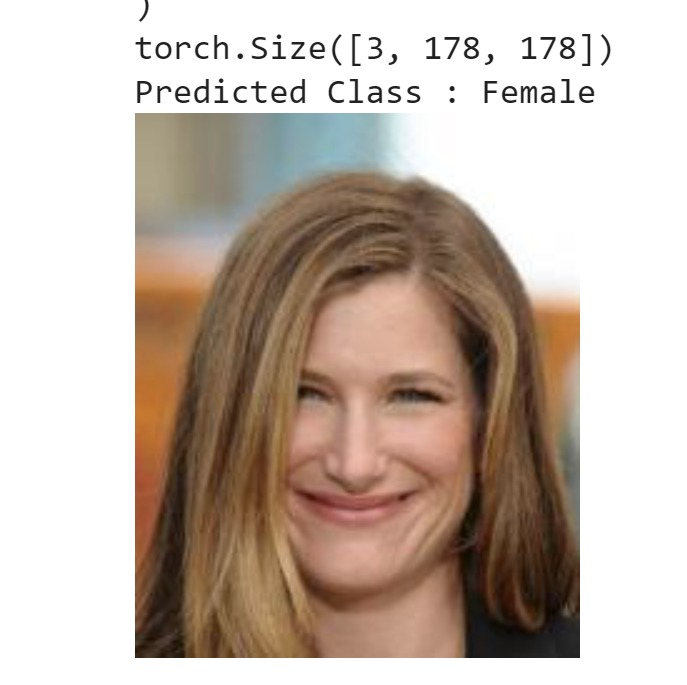 )
torch.Size([3, 178, 178])
Predicted Class : Female